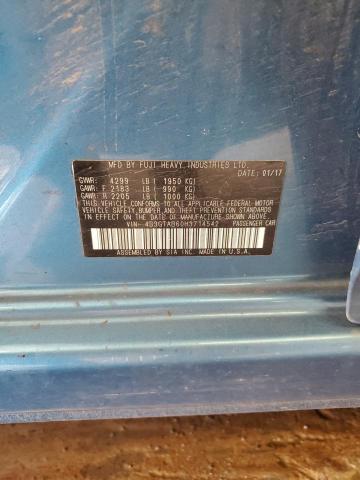 MFD BY FUJI HEAVY INDUSTRIES LTD.
DATE 01/17
GVWR: 4299 LB ( 1950 KG)
GAWR: F 2183 LB ( 990 KG)
GAWR: R 2205 LB ( 1000 KG)
THIS VEHICLE CONFORMS TO ALL APPLICABLE FEDERAL MOTOR
VEHICLE SAFETY, BUMPER, AND THEFT PREVENTION STANDARDS
IN EFFECT ON THE DATE OF MANUFACTURE SHOWN ABOVE.
VIN- 4S3GTAB60H3714542 PASSENGER CAR
ASSEMBLED BY SIA INC. MADE IN U.S.A.